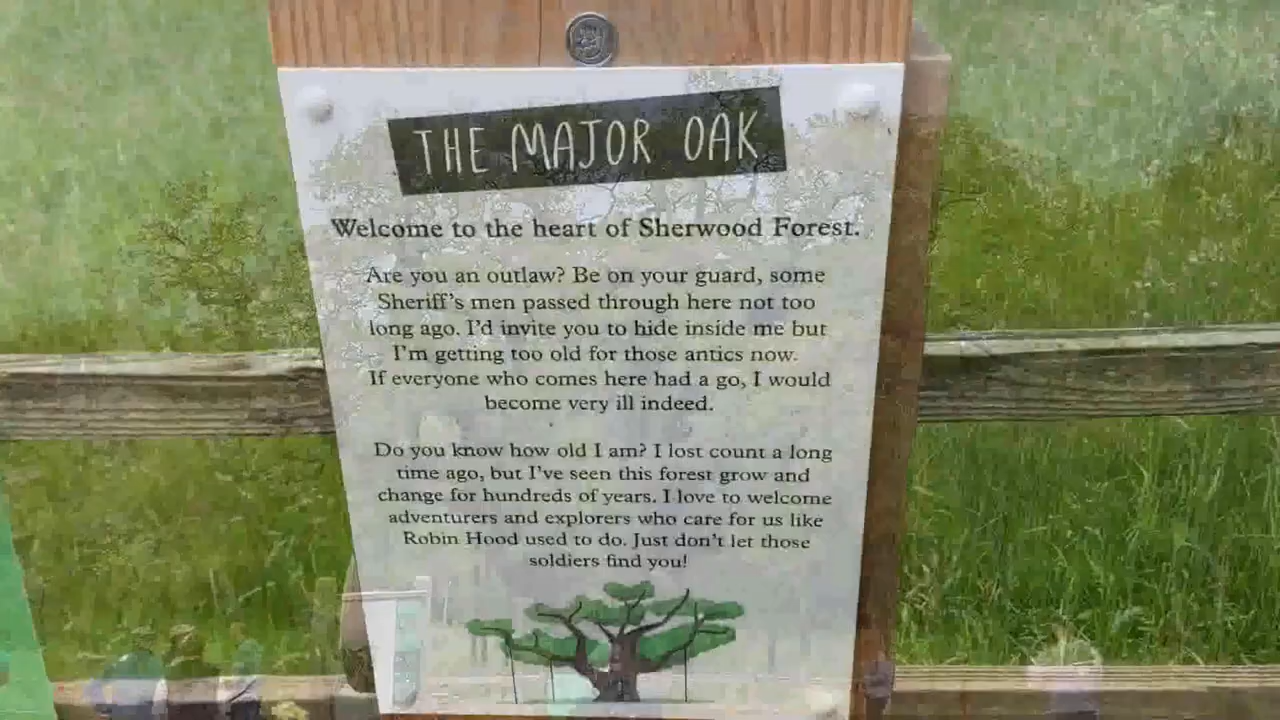 THE MAJOR OAK
Welcome to the heart of Sherwood Forest.
Are you an outlaw? Be on your guard, some
Sheriff's men passed through here not too
long ago. I'd invite you to hide inside me but
I'm getting too old for those antics now.
If everyone who comes here had a go, I would
become very ill indeed.
Do you know how old I am? I lost count a long
time ago, but I've seen this forest grow and
change for hundreds of years. I love to welcome
adventurers and explorers who care for us like
Robin Hood used to do. Just don't let those
soldiers find you!